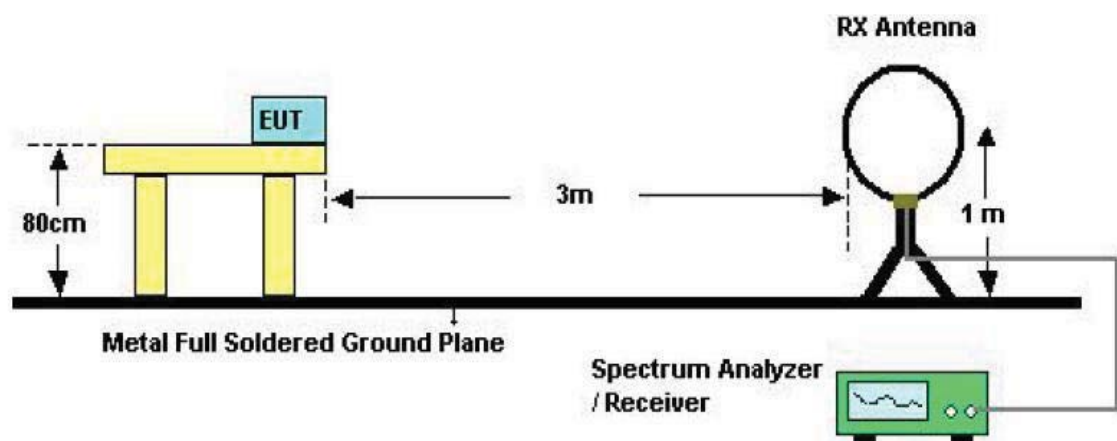 RX Antenna
EUT
80cm
3m
1 m
Metal Full Soldered Ground Plane
Spectrum Analyzer
/ Receiver